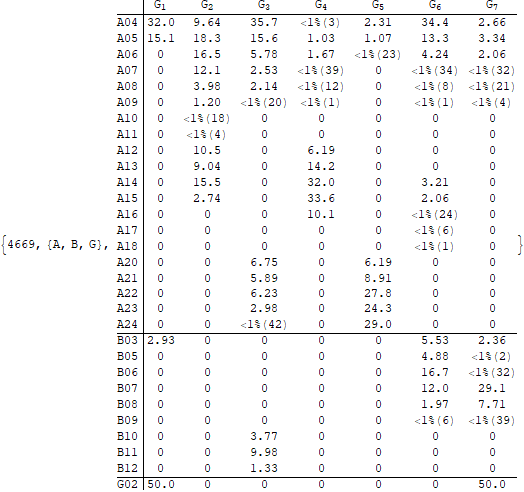 G1 G2 G3 G4 G5 G6 G7
A04 32.0 9.64 35.7 <1%(3) 2.31 34.4 2.66
A05 15.1 18.3 15.6 1.03 1.07 13.3 3.34
A06 0 16.5 5.78 1.67 <1%(23) 4.24 2.06
A07 0 12.1 2.53 <1%(39) 0 <1%(34) <1%(32)
A08 0 3.98 2.14 <1%(12) 0 <1%(8) <1%(21)
A09 0 1.20 <1%(20) <1%(1) 0 <1%(1) <1%(4)
A10 0 <1%(18) 0 0 0 0 0
A11 0 <1%(4) 0 0 0 0 0
A12 0 10.5 0 6.19 0 0 0
A13 0 9.04 0 14.2 0 0 0
A14 0 15.5 0 32.0 0 3.21 0
A15 0 2.74 0 33.6 0 2.06 0
A16 0 0 0 10.1 0 <1%(24) 0
A17 0 0 0 0 0 <1%(6) 0
{4669, {A, B, G}, A18 0 0 0 0 0 <1%(1) 0 }
A20 0 0 6.75 0 6.19 0 0
A21 0 0 5.89 0 8.91 0 0
A22 0 0 6.23 0 27.8 0 0
A23 0 0 2.98 0 24.3 0 0
A24 0 0 <1%(42) 0 29.0 0 0
B03 2.93 0 0 0 0 5.53 2.36
B05 0 0 0 0 0 4.88 <1%(2)
B06 0 0 0 0 0 16.7 <1%(32)
B07 0 0 0 0 0 12.0 29.1
B08 0 0 0 0 0 1.97 7.71
B09 0 0 0 0 0 <1%(6) <1%(39)
B10 0 0 3.77 0 0 0 0
B11 0 0 9.98 0 0 0 0
B12 0 0 1.33 0 0 0 0
G02 50.0 0 0 0 0 0 50.0